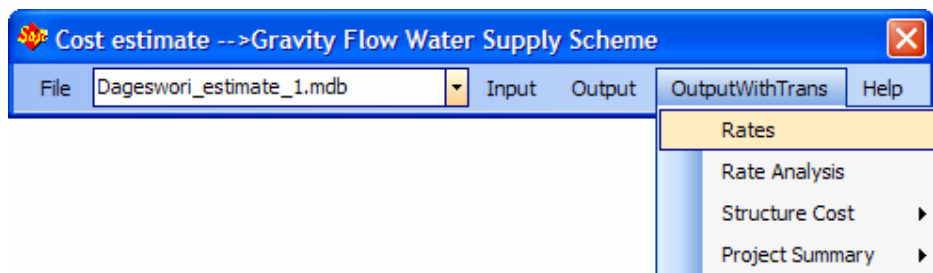 Cost estimate -->Gravity Flow Water Supply Scheme
File Dageswori_estimate_1.mdb Input Output OutputWithTrans Help
Rates
Rate Analysis
Structure Cost
Project Summary